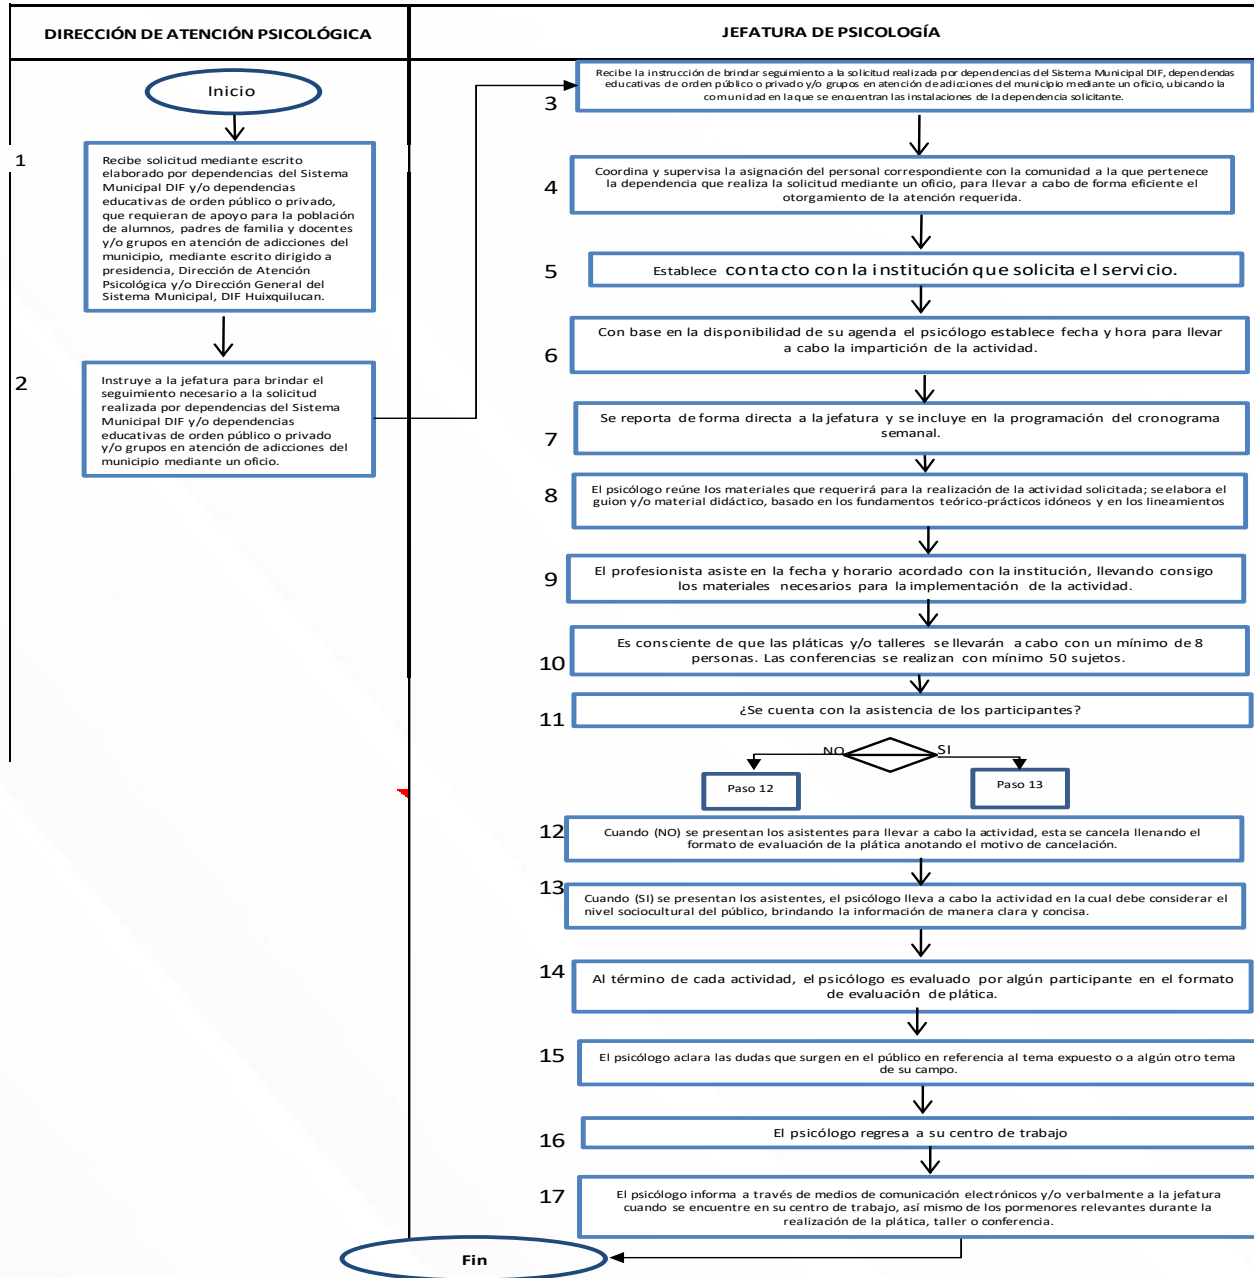 DIRECCIÓN DE ATENCIÓN PSICOLÓGICA
JEFATURA DE PSICOLOGÍA
Inicio
1
Recibe solicitud mediante escrito
elaborado por dependencias del Sistema
Municipal DIF y/o dependencias
educativas de orden público o privado,
que requieran de apoyo para la población
de alumnos, padres de familia y docentes
y/o grupos en atención de adicciones del
municipio, mediante escrito dirigido a
presidencia, Dirección de Atención
Psicológica y/o Dirección General del
Sistema Municipal, DIF Huixquilucan.
2
Instruye a la jefatura para brindar el
seguimiento necesario a la solicitud
realizada por dependencias del Sistema
Municipal DIF y/o dependencias
educativas de orden público o privado
y/o grupos en atención de adicciones del
municipio mediante un oficio.
3
Recibe la instrucción de brindar seguimiento a la solicitud realizada por dependencias del Sistema Municipal DIF, dependencias
educativas de orden público o privado y/o grupos en atención de adicciones del municipio mediante un oficio, ubicando la
comunidad en la que se encuentran las instalaciones de la dependencia solicitante.
4
Coordina y supervisa la asignación del personal correspondiente con la comunidad a la que pertenece
la dependencia que realiza la solicitud mediante un oficio, para llevar a cabo de forma eficiente el
otorgamiento de la atención requerida.
5
Establece contacto con la institución que solicita el servicio.
6
Con base en la disponibilidad de su agenda el psicólogo establece fecha y hora para llevar
a cabo la impartición de la actividad.
7
Se reporta de forma directa a la jefatura y se incluye en la programación del cronograma
semanal.
8
El psicólogo reúne los materiales que requerirá para la realización de la actividad solicitada; se elabora el
guion y/o material didáctico, basado en los fundamentos teórico-prácticos idóneos y en los lineamientos
9
El profesionista asiste en la fecha y horario acordado con la institución, llevando consigo
los materiales necesarios para la implementación de la actividad.
10
Es consciente de que las pláticas y/o talleres se llevarán a cabo con un mínimo de 8
personas. Las conferencias se realizan con mínimo 50 sujetos.
11
¿Se cuenta con la asistencia de los participantes?
NO
SI
Paso 12
Paso 13
12
Cuando (NO) se presentan los asistentes para llevar a cabo la actividad, esta se cancela llenando el
formato de evaluación de la plática anotando el motivo de cancelación.
13
Cuando (SI) se presentan los asistentes, el psicólogo lleva a cabo la actividad en la cual debe considerar el
nivel sociocultural del público, brindando la información de manera clara y concisa.
14
Al término de cada actividad, el psicólogo es evaluado por algún participante en el formato
de evaluación de plática.
15
El psicólogo aclara las dudas que surgen en el público en referencia al tema expuesto o a algún otro tema
de su campo.
16
El psicólogo regresa a su centro de trabajo
17
El psicólogo informa a través de medios de comunicación electrónicos y/o verbalmente a la jefatura
cuando se encuentre en su centro de trabajo, así mismo de los pormenores relevantes durante la
realización de la plática, taller o conferencia.
Fin